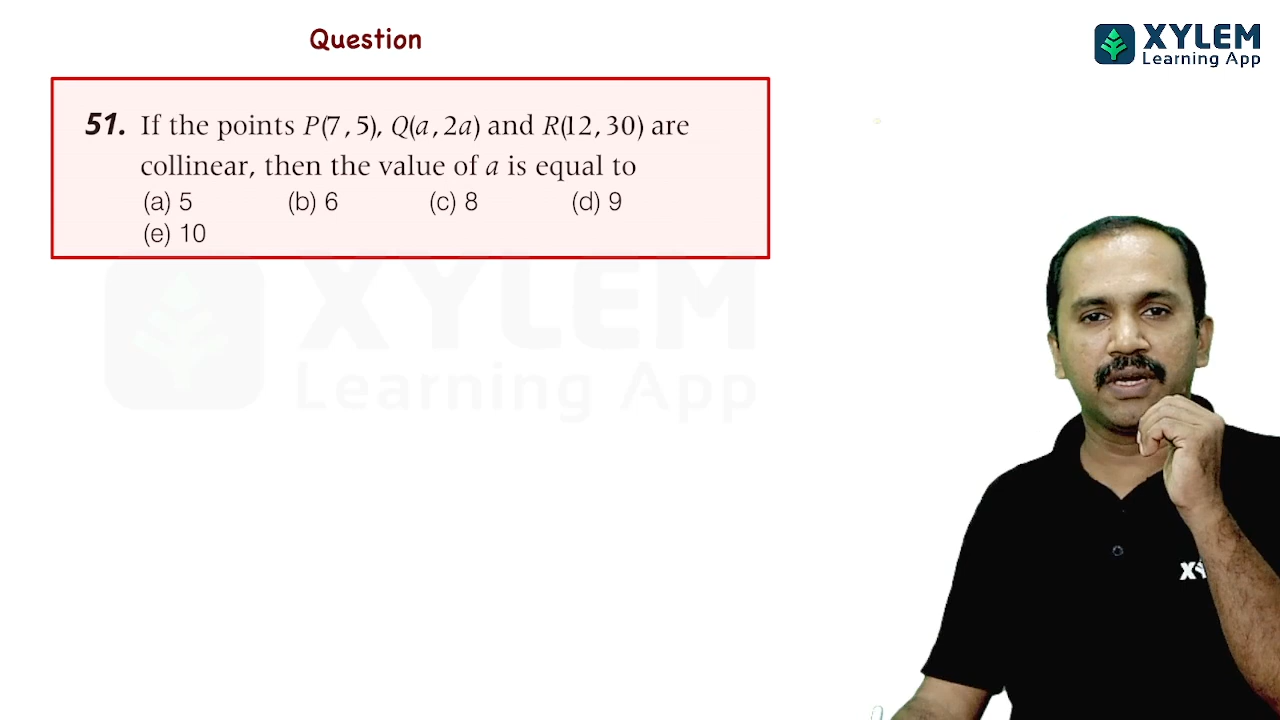 Question
XYLEM
Learning App
51. If the points P(7, 5), Q(a, 2a) and R(12, 30) are
collinear, then the value of a is equal to
(a) 5 (b) 6 (c) 8 (d) 9
(e) 10
XYLEM
Learning App